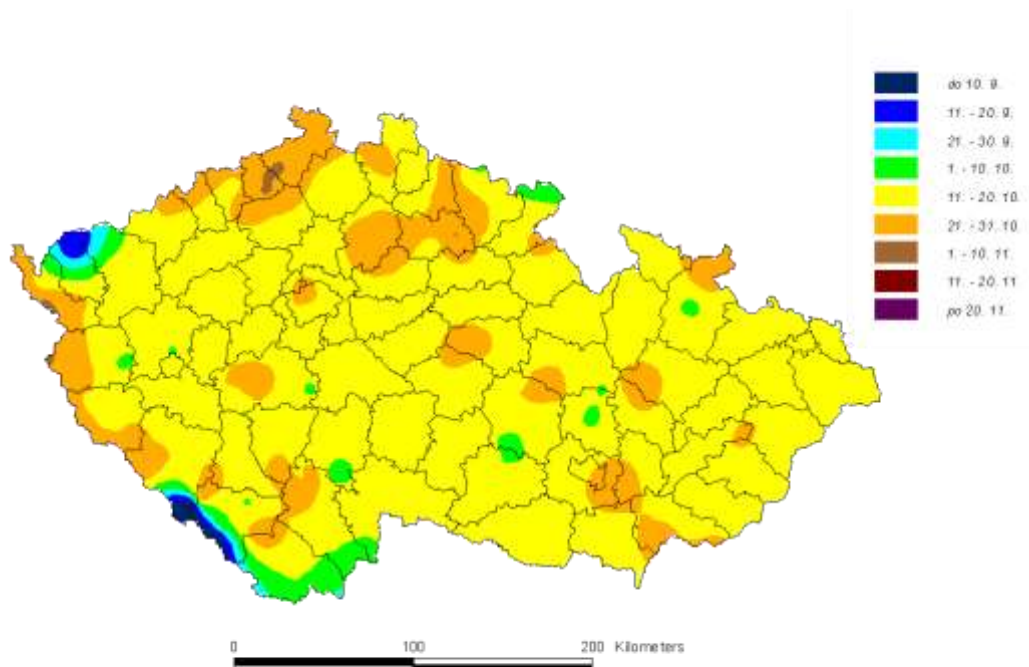 do 10. 9.
11. - 20. 9.
21. - 30. 9.
1. - 10. 10.
11. - 20. 10.
21. - 31. 10.
1. - 10. 11.
11. - 20. 11.
po 20. 11.
0 100 200 Kilometers